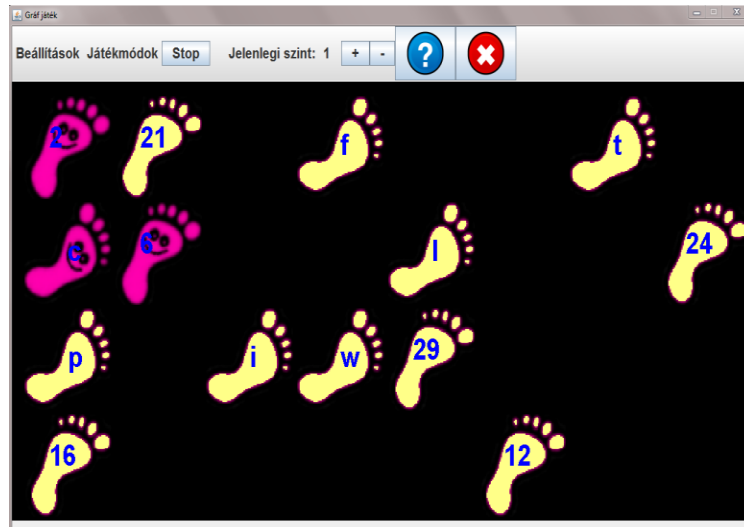 Gráf játék
Beállítások Játékmódok Stop Jelenlegi szint: 1 + - ?
2 21 f t
c 6 l 24
p i w 29
16 12